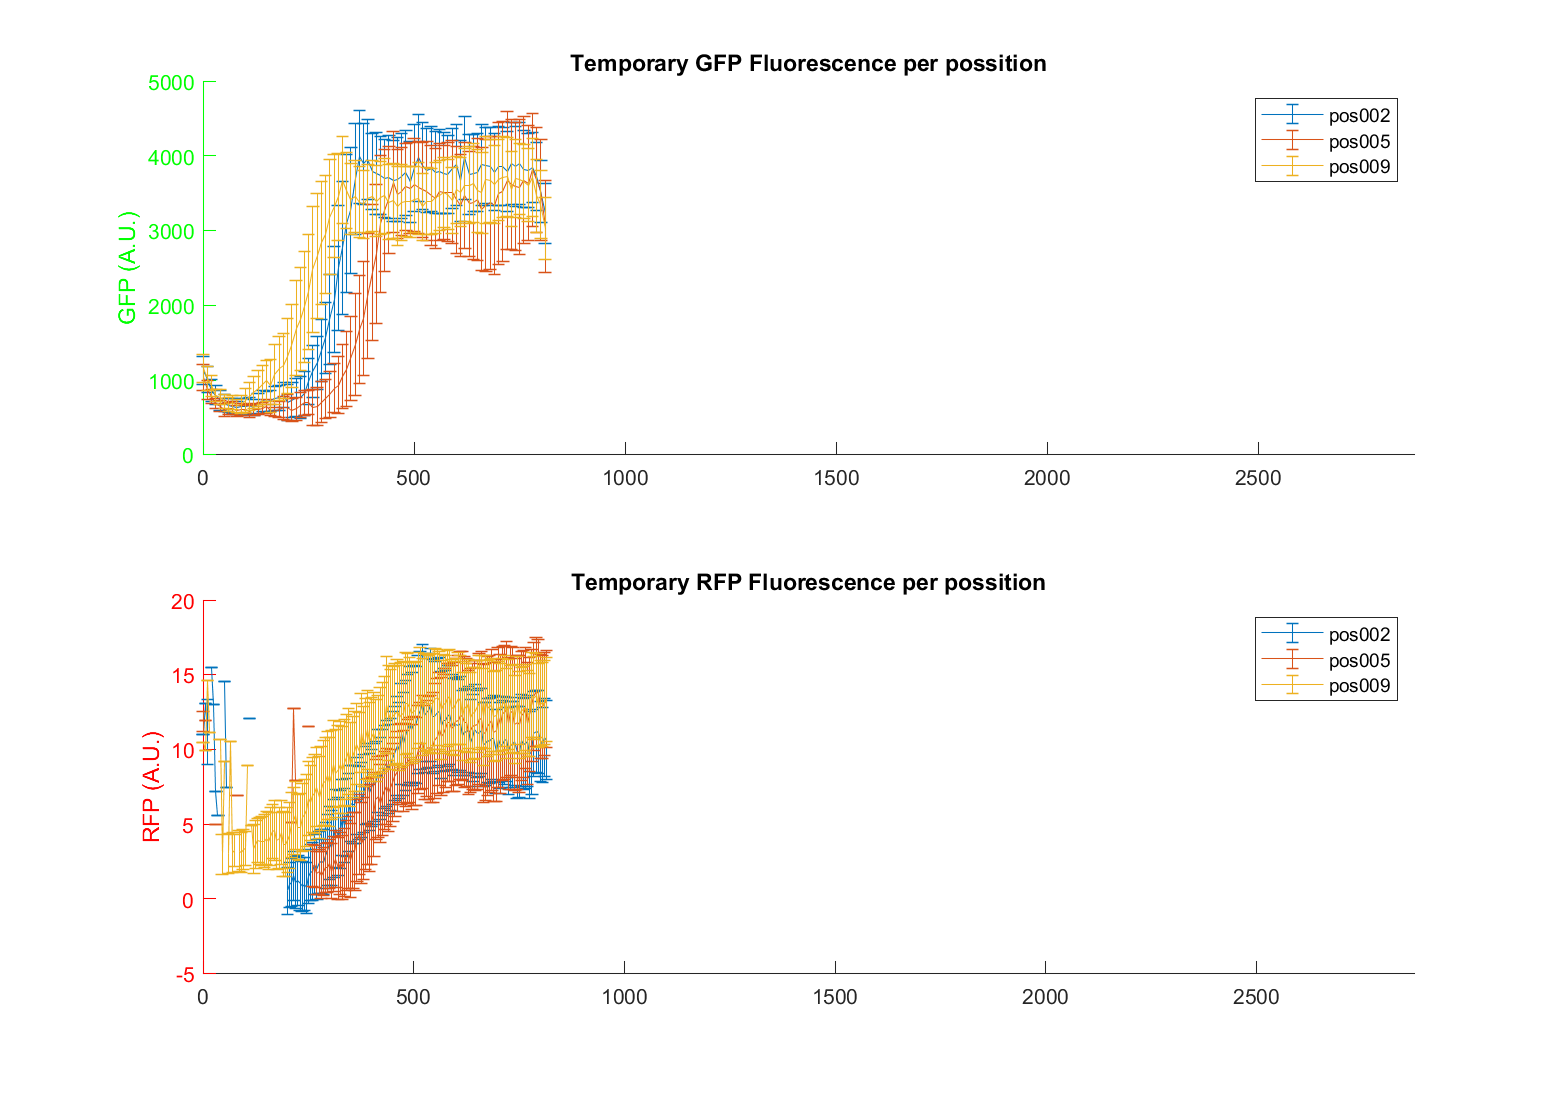 Temporary GFP Fluorescence per possition
5000
4000
3000
2000
1000
0
GFP (A.U.)
0 500 1000 1500 2000 2500
pos002
pos005
pos009
Temporary RFP Fluorescence per possition
20
15
10
5
0
-5
RFP (A.U.)
0 500 1000 1500 2000 2500
pos002
pos005
pos009